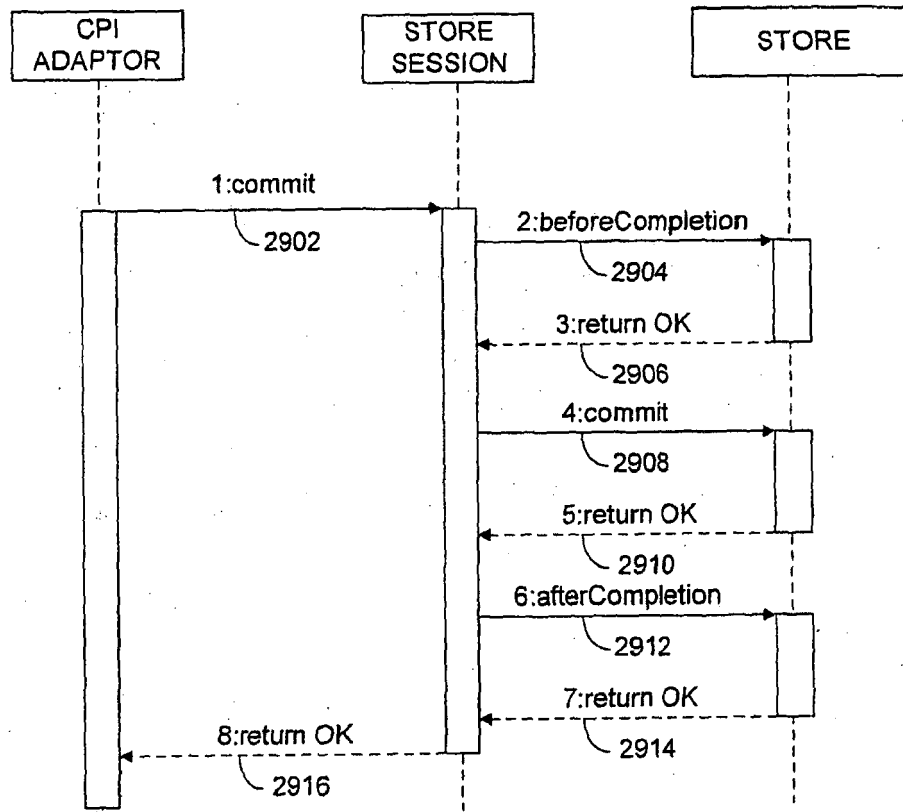 CPI
ADAPTOR
STORE
SESSION
STORE
1:commit
2902
2:beforeCompletion
2904
3:return OK
2906
4:commit
2908
5:return OK
2910
6:afterCompletion
2912
7:return OK
2914
8:return OK
2916